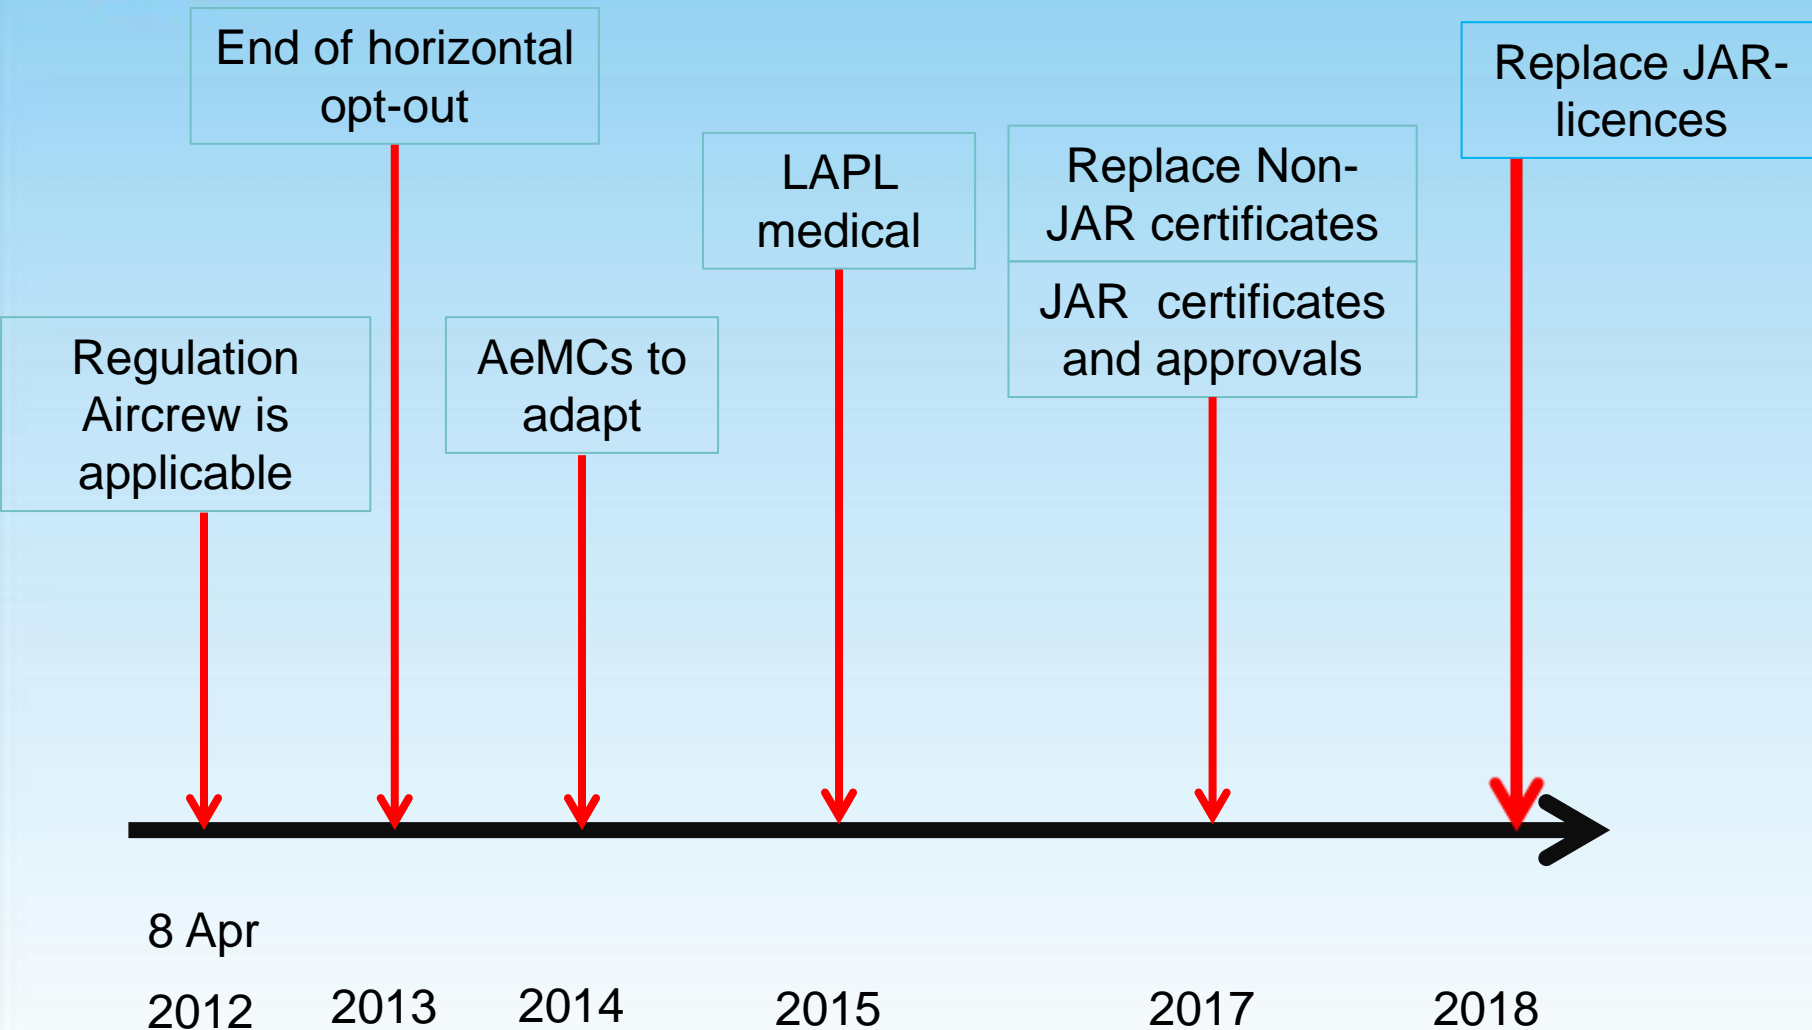 End of horizontal
opt-out
Replace JAR-
licences
LAPL
medical
Replace Non-
JAR certificates
JAR  certificates
and approvals
Regulation
Aircrew is
applicable
AeMCs to
adapt
8 Apr
2012
2013
2014
2015
2017
2018